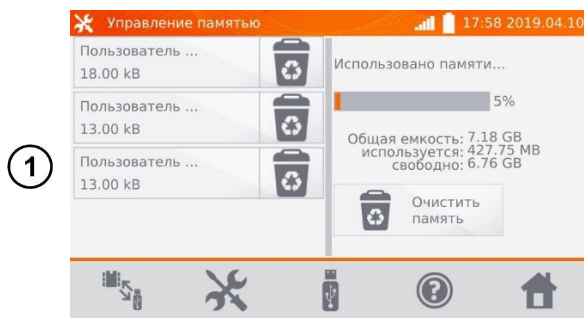 Управление памятью
17:58 2019.04.10
Пользователь ...
18.00 kB
Пользователь ...
13.00 kB
Пользователь ...
13.00 kB
Использовано памяти...
5%
Общая емкость: 7.18 GB
используется: 427.75 MB
свободно: 6.76 GB
Очистить
память
1